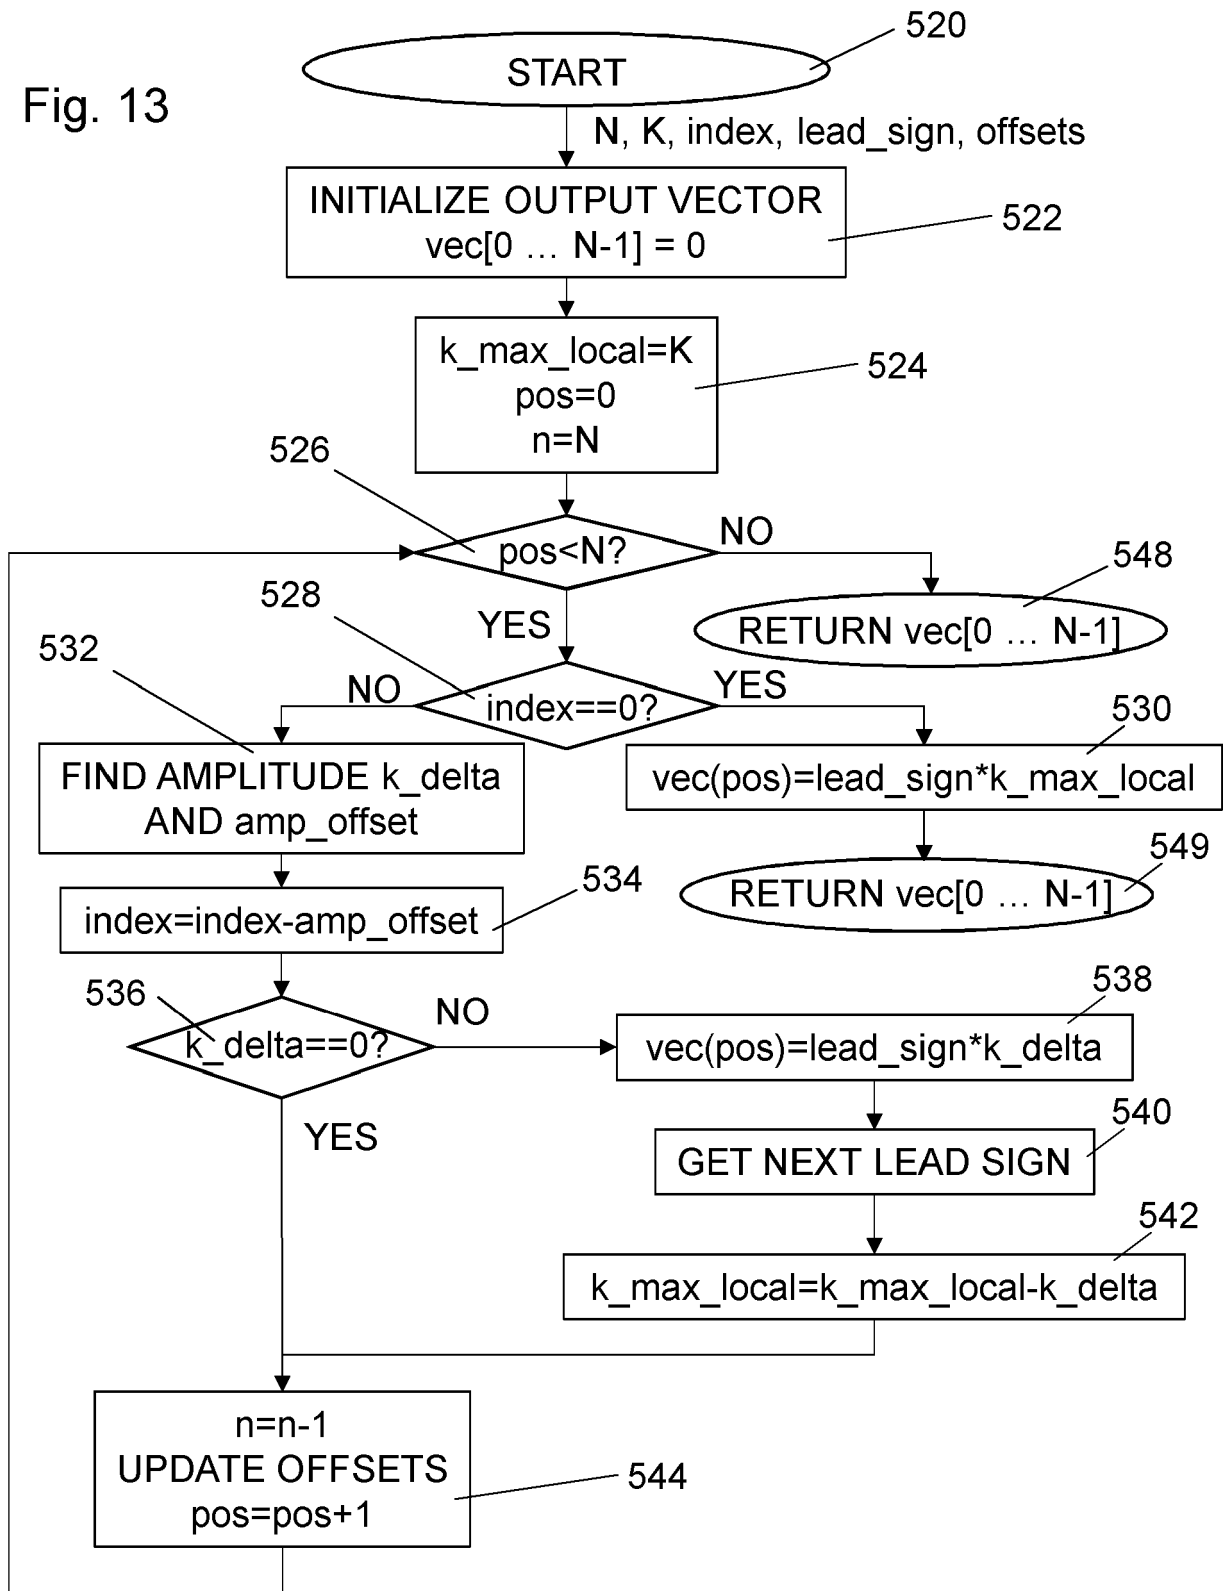 520
START
Fig. 13
N, K, index, lead_sign, offsets
INITIALIZE OUTPUT VECTOR
vec[0 ... N-1] = 0
522
k_max_local=K
pos=0
n=N
524
526
pos<N?
NO
548
528
YES
RETURN vec[0 ... N-1]
532
NO
index==0?
YES
530
FIND AMPLITUDE k_delta
AND amp_offset
vec(pos)=lead_sign*k_max_local
549
534
RETURN vec[0 ... N-1]
index=index-amp_offset
536
NO
538
k_delta==0?
vec(pos)=lead_sign*k_delta
YES
540
GET NEXT LEAD SIGN
542
k_max_local=k_max_local-k_delta
n=n-1
UPDATE OFFSETS
pos=pos+1
544